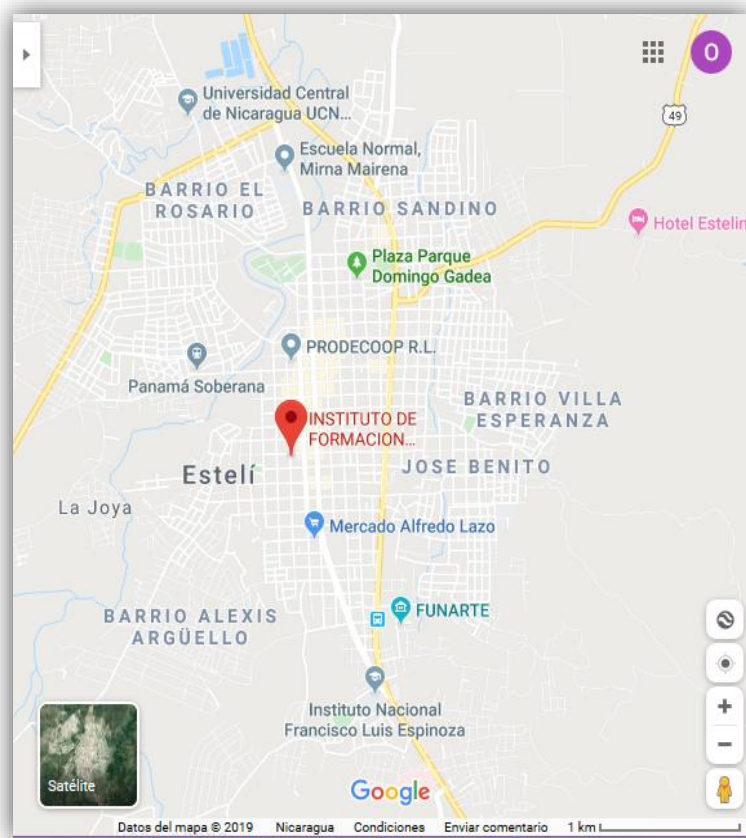 O
Universidad Central
de Nicaragua UCN...
49
Escuela Normal,
Mirna Mairena
BARRIO EL
ROSARIO
BARRIO SANDINO
Hotel Estelin
Plaza Parque
Domingo Gadea
PRODECOOP R.L.
Panamá Soberana
BARRIO VILLA
ESPERANZA
INSTITUTO DE
FORMACION...
JOSE BENITO
Estelí
La Joya
Mercado Alfredo Lazo
BARRIO ALEXIS
ARGÜELLO
FUNARTE
Instituto Nacional
Francisco Luis Espinoza
Satélite
Google
Datos del mapa © 2019 Nicaragua Condiciones Enviar comentario 1 km